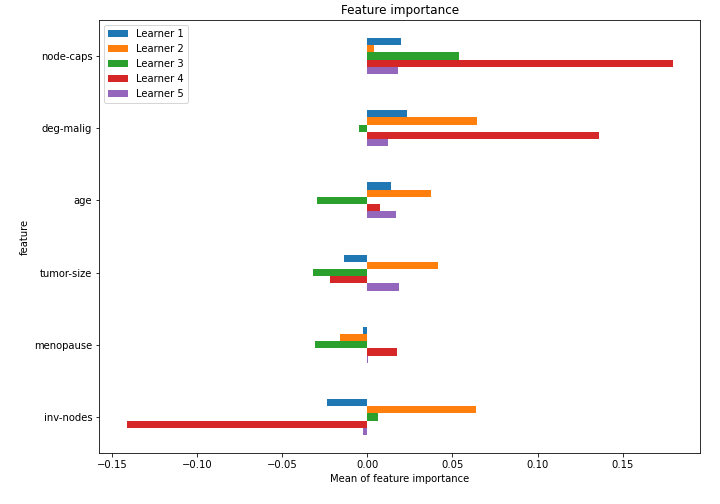 Feature importance
Learner 1
Learner 2
Learner 3
Learner 4
Learner 5
node-caps
deg-malig
age
tumor-size
menopause
inv-nodes
feature
−0.15 −0.10 −0.05 0.00 0.05 0.10 0.15
Mean of feature importance